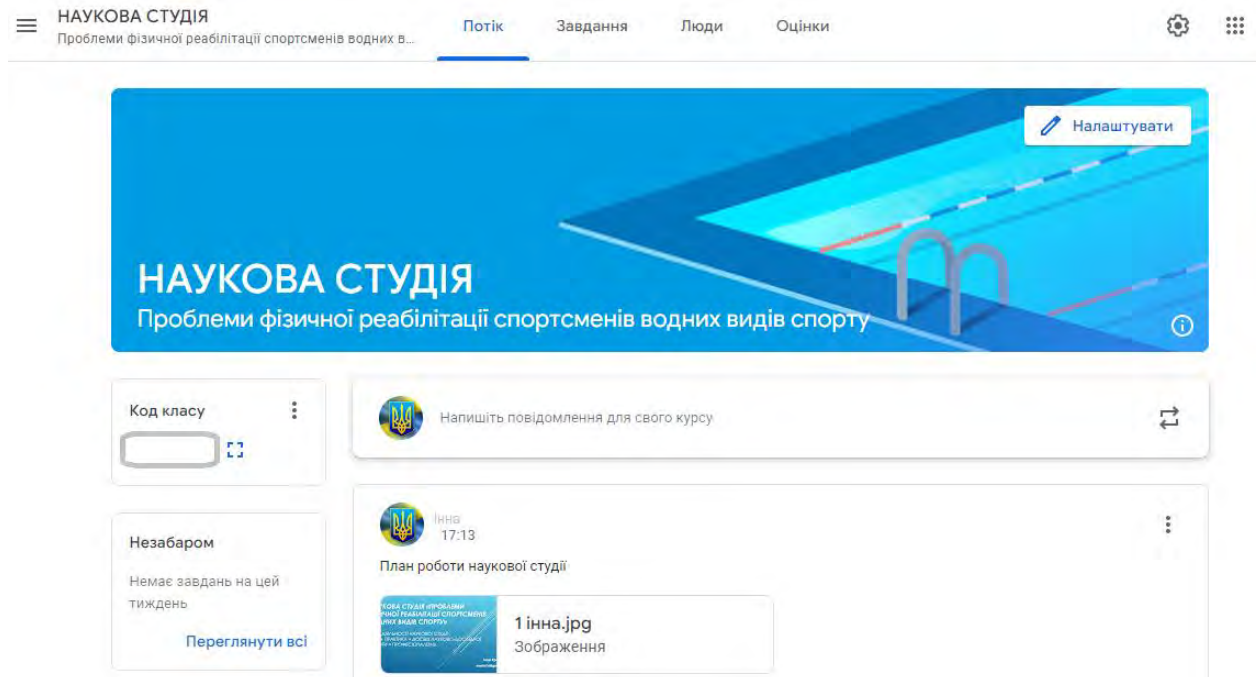 НАУКОВА СТУДІЯ
Проблеми фізичної реабілітації спортсменів водних в...
Потік
Завдання
Люди
Оцінки
Налаштувати
НАУКОВА СТУДІЯ
Проблеми фізичної реабілітації спортсменів водних видів спорту
Код класу
Напишіть повідомлення для свого курсу
Незабаром
Немає завдань на цей
тиждень
Переглянути всі
Інна
17:13
План роботи наукової студії
1 інна.jpg
Зображення